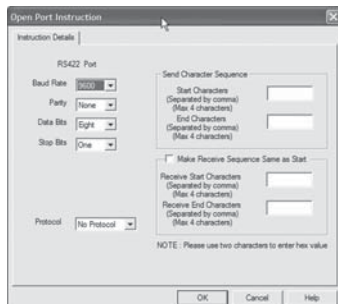 Open Port Instruction
Instruction Details
RS422 Port
Baud Rate 9600
Parity None
Data Bits Eight
Stop Bits One
Protocol No Protocol
Send Character Sequence
Start Characters
(Separated by comma)
(Max 4 characters)
End Characters
(Separated by comma)
(Max 4 characters)
Make Receive Sequence Same as Start
Receive Start Characters
(Separated by comma)
(Max 4 characters)
Receive End Characters
(Separated by comma)
(Max 4 characters)
NOTE : Please use two characters to enter hex value
OK
Cancel
Help